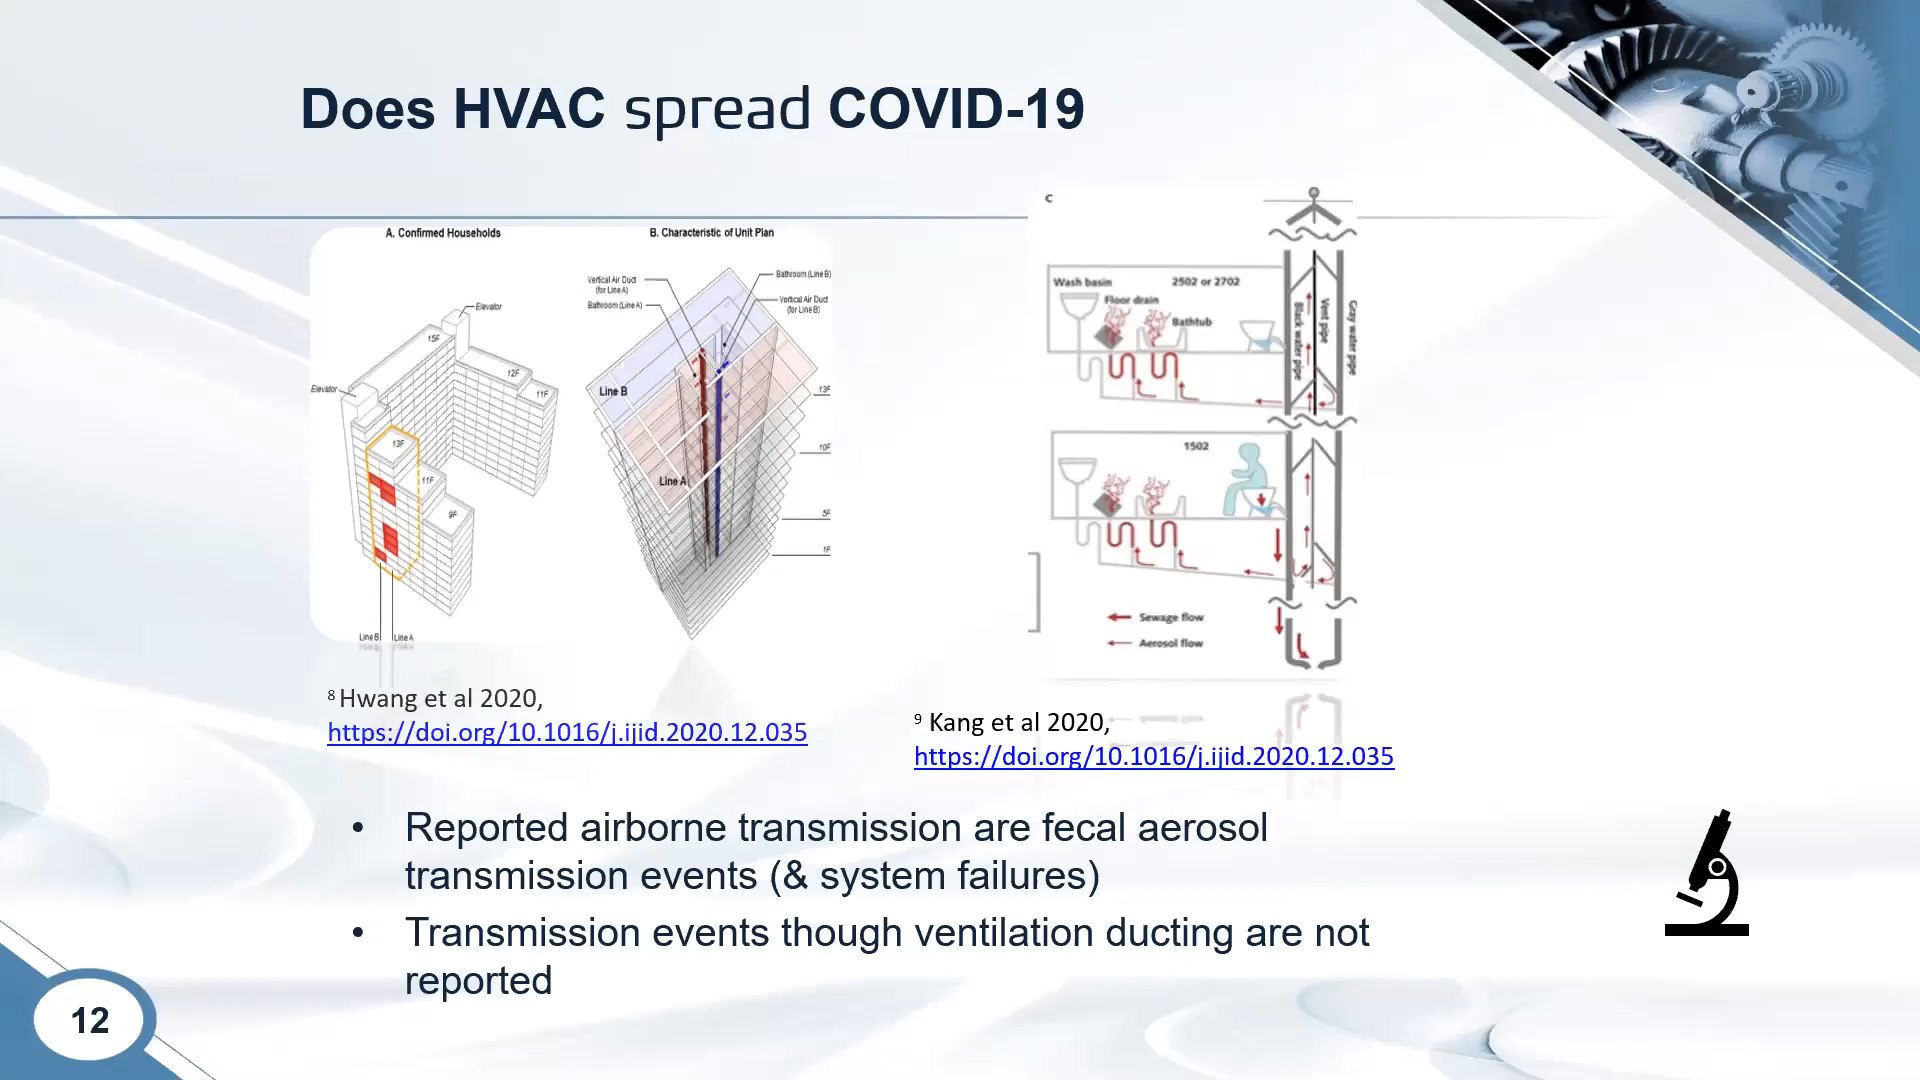 Does HVAC spread COVID-19
A. Confirmed Households
Elevator
15F
12F
11F
Elevator
13F
11F
9F
Line B
Line A
B. Characteristic of Unit Plan
Vertical Air Duct
(for Line A)
Bathroom (Line A)
Bathroom (Line B)
Vertical Air Duct
(for Line B)
Line B
Line A
13F
10F
5F
1F
C
Wash basin
2502 or 2702
Floor drain
Bathtub
Black water pipe
Vent pipe
Gray water pipe
1502
Sewage flow
Aerosol flow
8 Hwang et al 2020,
https://doi.org/10.1016/j.ijid.2020.12.035
9 Kang et al 2020,
https://doi.org/10.1016/j.ijid.2020.12.035
• Reported airborne transmission are fecal aerosol
transmission events (& system failures)
• Transmission events though ventilation ducting are not
reported
12